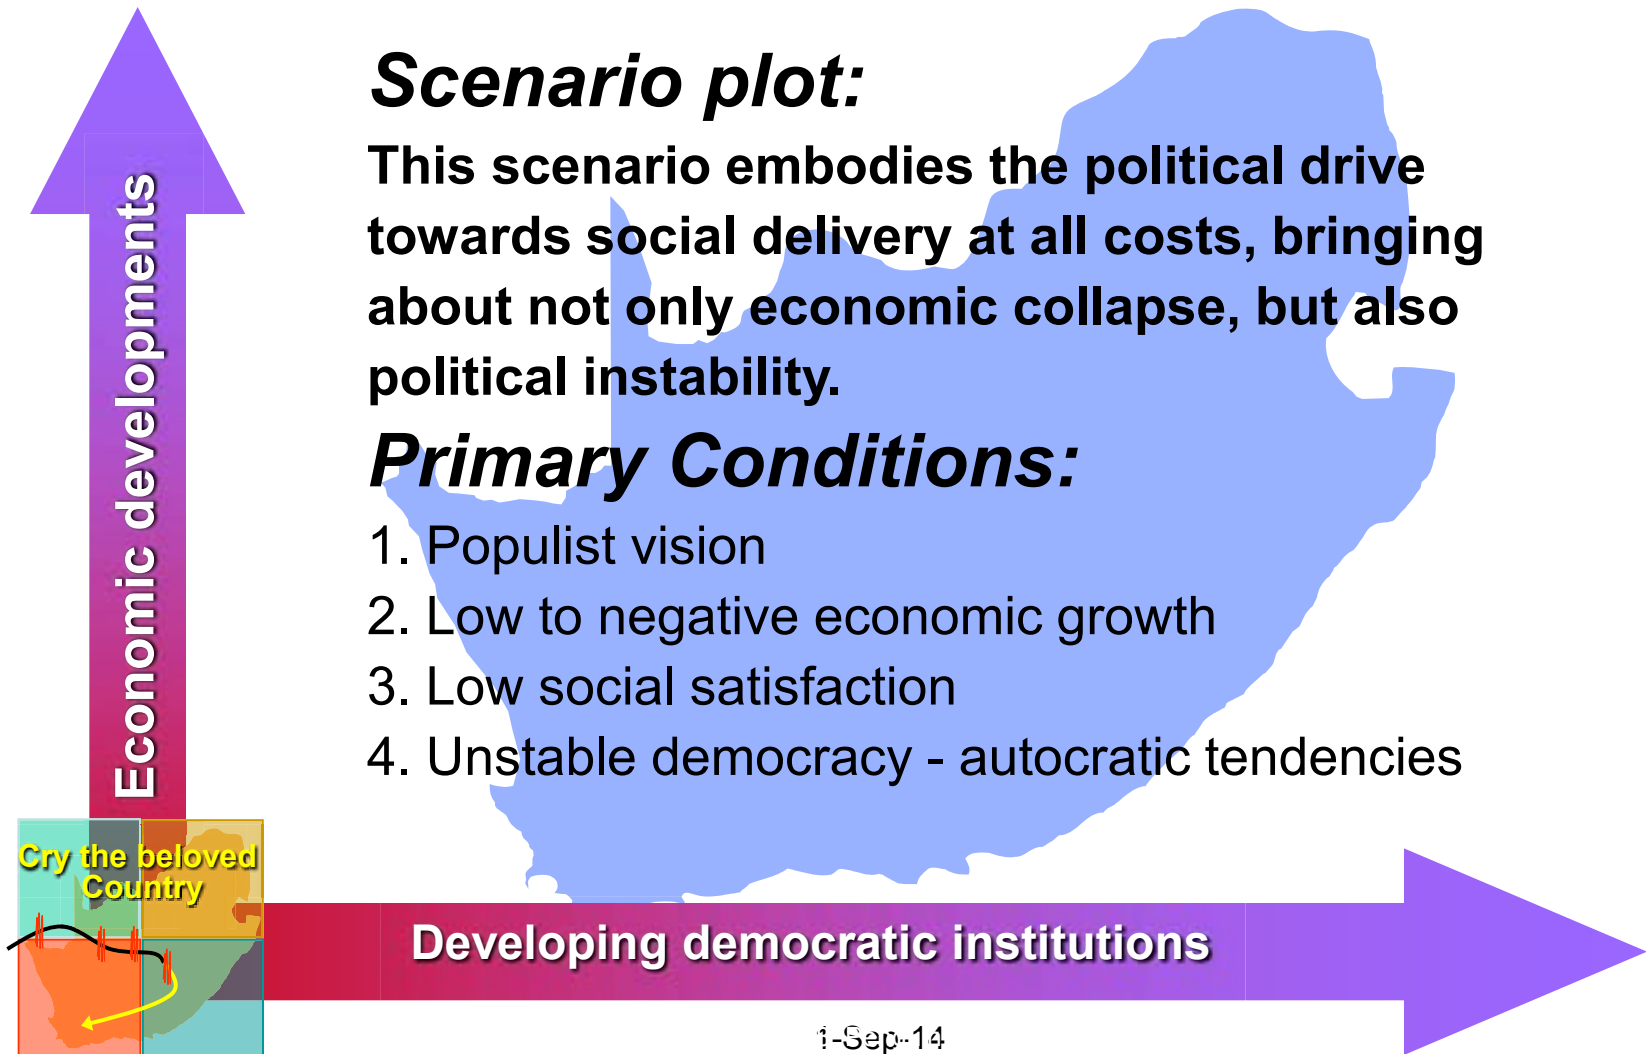 Scenario plot:
This scenario embodies the political drive
towards social delivery at all costs, bringing
about not only economic collapse, but also
political instability.
Primary Conditions:
1. Populist vision
2. Low to negative economic growth
3. Low social satisfaction
4. Unstable democracy - autocratic tendencies
Economic developments
Cry the beloved
Country
Developing democratic institutions
1-Sep-14